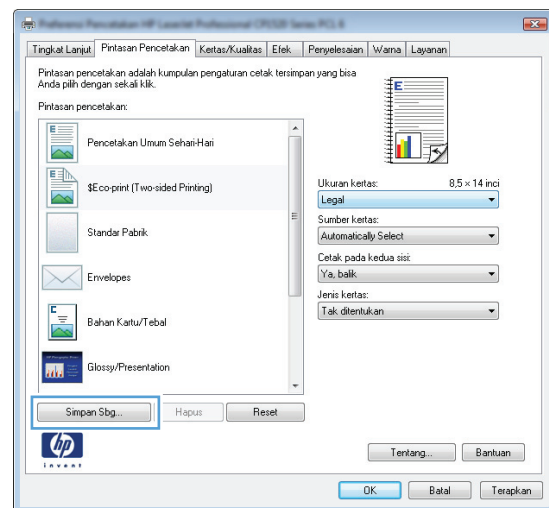 Tingkat Lanjut Pintasan Pencetakan Kertas/Kualitas Efek Penyelesaian Warna Layanan
Pintasan pencetakan adalah kumpulan pengaturan cetak tersimpan yang bisa
Anda pilih dengan sekali klik.
Pintasan pencetakan:
Pencetakan Umum Sehari-Hari
$Eco-print (Two-sided Printing)
Standar Pabrik
Envelopes
Bahan Kartu/Tebal
Glossy/Presentation
Simpan Sbg... Hapus Reset
Ukuran kertas: 8,5 × 14 inci
Legal
Sumber kertas:
Automatically Select
Cetak pada kedua sisi:
Ya, balik
Jenis kertas:
Tak ditentukan
hp
invent
Tentang... Bantuan
OK Batal Terapkan